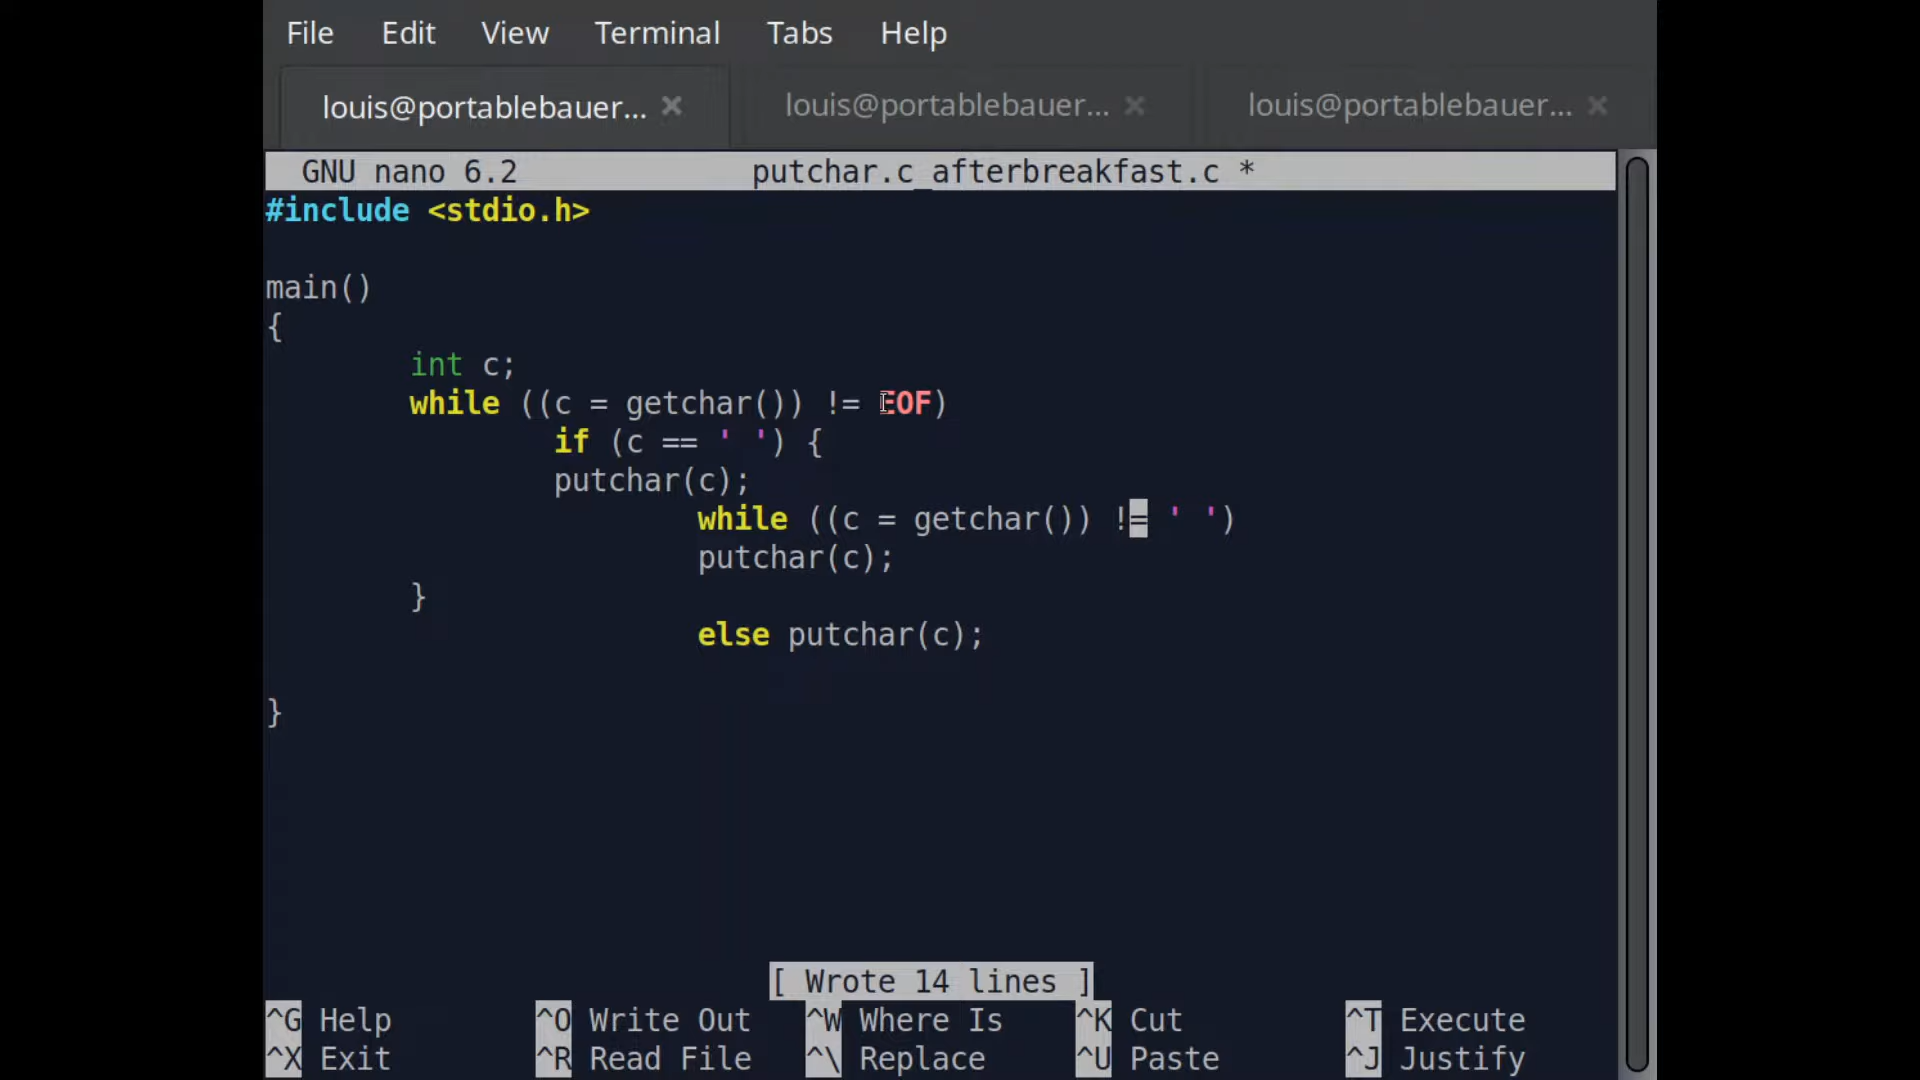 File Edit View Terminal Tabs Help
louis@portablebauer... × louis@portablebauer... × louis@portablebauer... ×
GNU nano 6.2 putchar.c_afterbreakfast.c *
#include <stdio.h>
main()
{
int c;
while ((c = getchar()) != EOF)
if (c == ' ') {
putchar(c);
while ((c = getchar()) != ' ')
putchar(c);
}
else putchar(c);
}
[ Wrote 14 lines ]
^G Help ^O Write Out ^W Where Is ^K Cut ^T Execute
^X Exit ^R Read File ^\ Replace ^U Paste ^J Justify